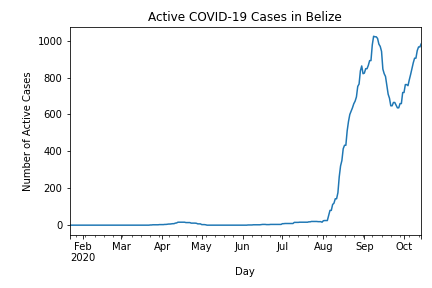 Active COVID-19 Cases in Belize
Number of Active Cases
1000
800
600
400
200
0
Feb Mar Apr May Jun Jul Aug Sep Oct
2020
Day